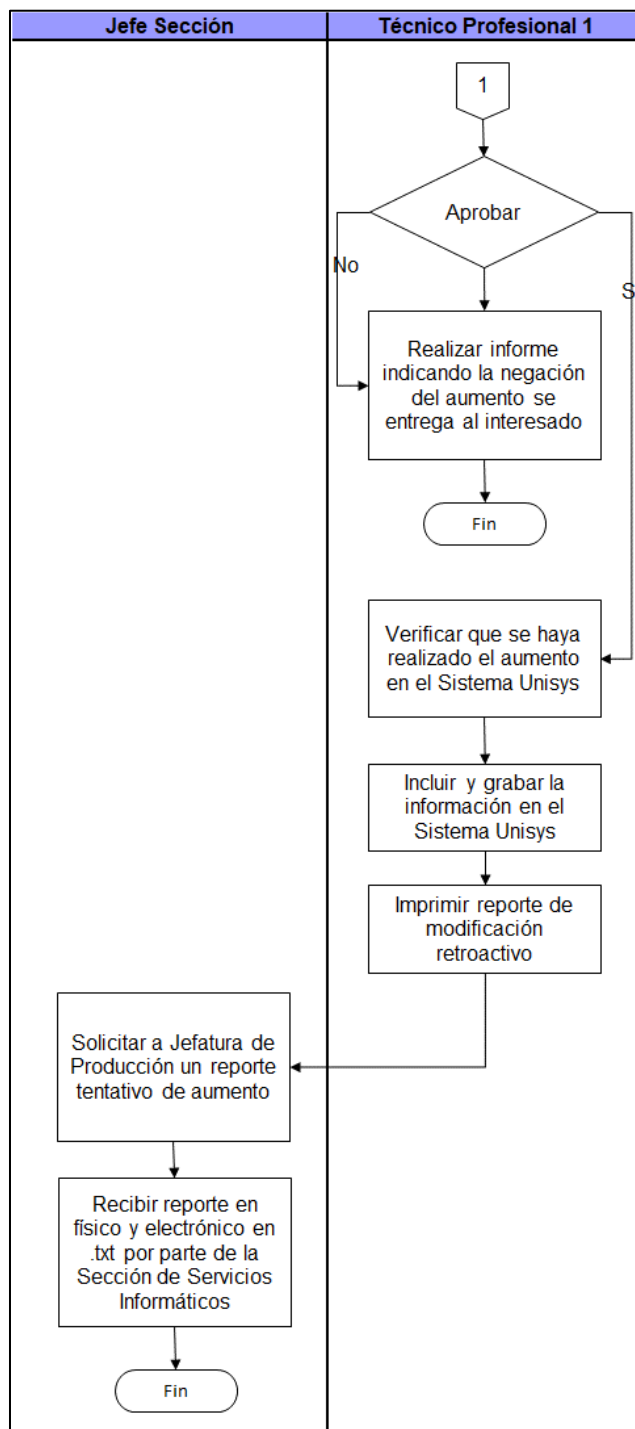 Jefe Sección
Técnico Profesional 1
1
Aprobar
No
S
Realizar informe
indicando la negación
del aumento se
entrega al interesado
Fin
Verificar que se haya
realizado el aumento
en el Sistema Unisys
Incluir y grabar la
información en el
Sistema Unisys
Imprimir reporte de
modificación
retroactivo
Solicitar a Jefatura de
Producción un reporte
tentativo de aumento
Recibir reporte en
físico y electrónico en
.txt por parte de la
Sección de Servicios
Informáticos
Fin